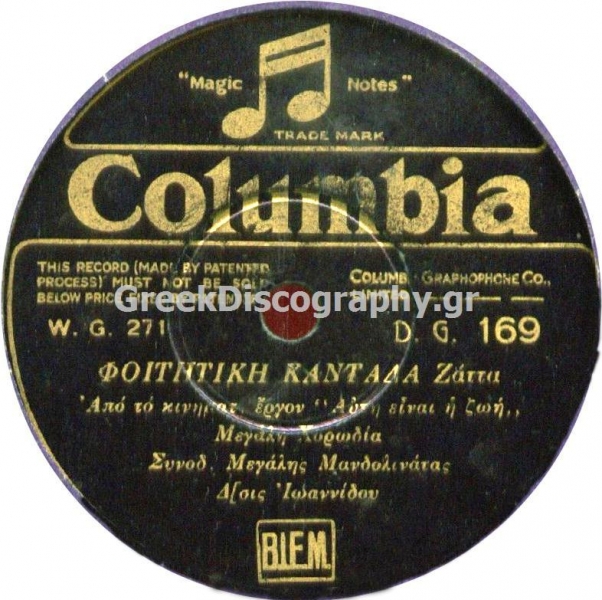 "Magic Notes"
TRADE MARK
Columbia
THIS RECORD (MADE BY PATENTED
PROCESS) MUST NOT BE SOLD
BELOW PRICE
COLUMB GRAPHOPHONE Co.,
GreekDiscography.gr
W. G. 271
D. G. 169
ΦΟΙΤΗΤΙΚΗ ΚΑΝΤΑΔΑ Ζάττα
Ἀπό τό κινηματ. ἔργον "Αὐτή εἶναι ἡ ζωή,,
Μεγάλη Χορωδία
Συνοδ. Μεγάλης Μανδολινάτας
Δ[σις Ἰωαννίδου
B.I.E.M.